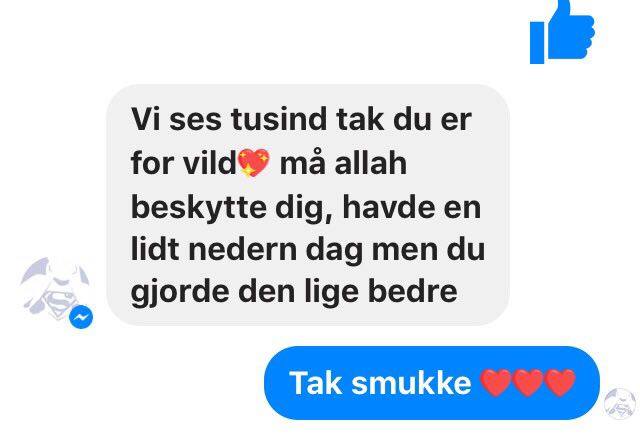 Vi ses tusind tak du er
for vild💖 må allah
beskytte dig, havde en
lidt nedern dag men du
gjorde den lige bedre
Tak smukke ❤️❤️❤️